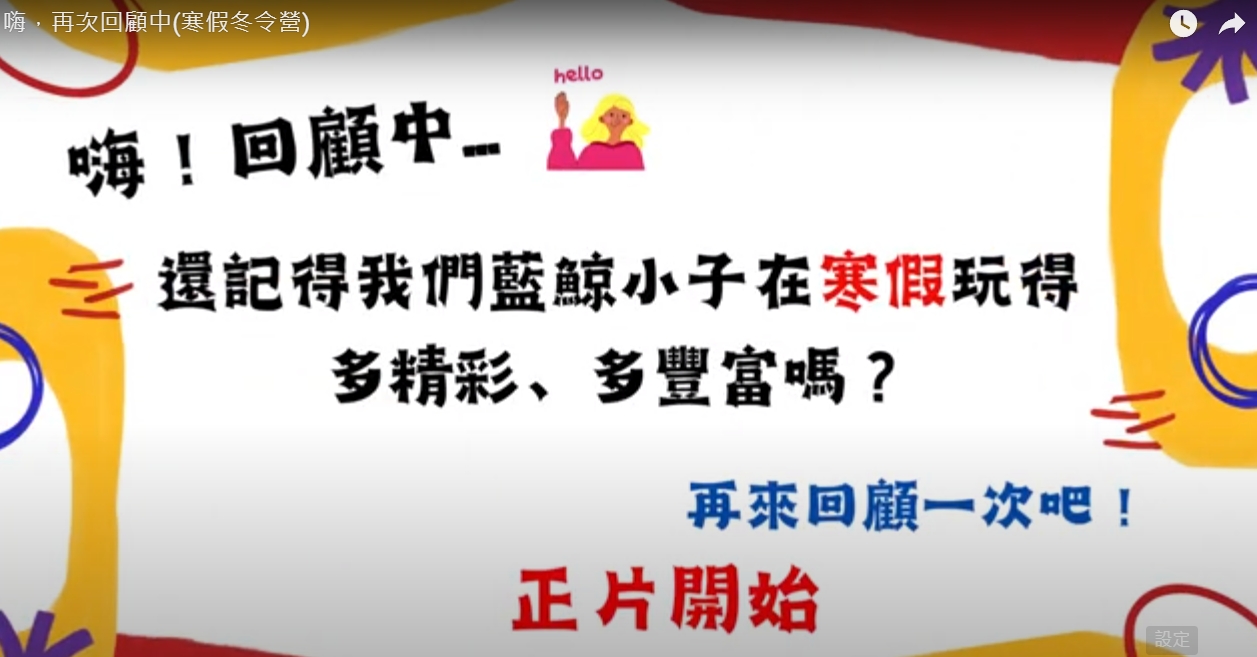 嗨，再次回顧中(寒假冬令營)
hello
嗨！回顧中...
還記得我們藍鯨小子在寒假玩得
多精彩、多豐富嗎？
再來回顧一次吧！
正片開始
設定